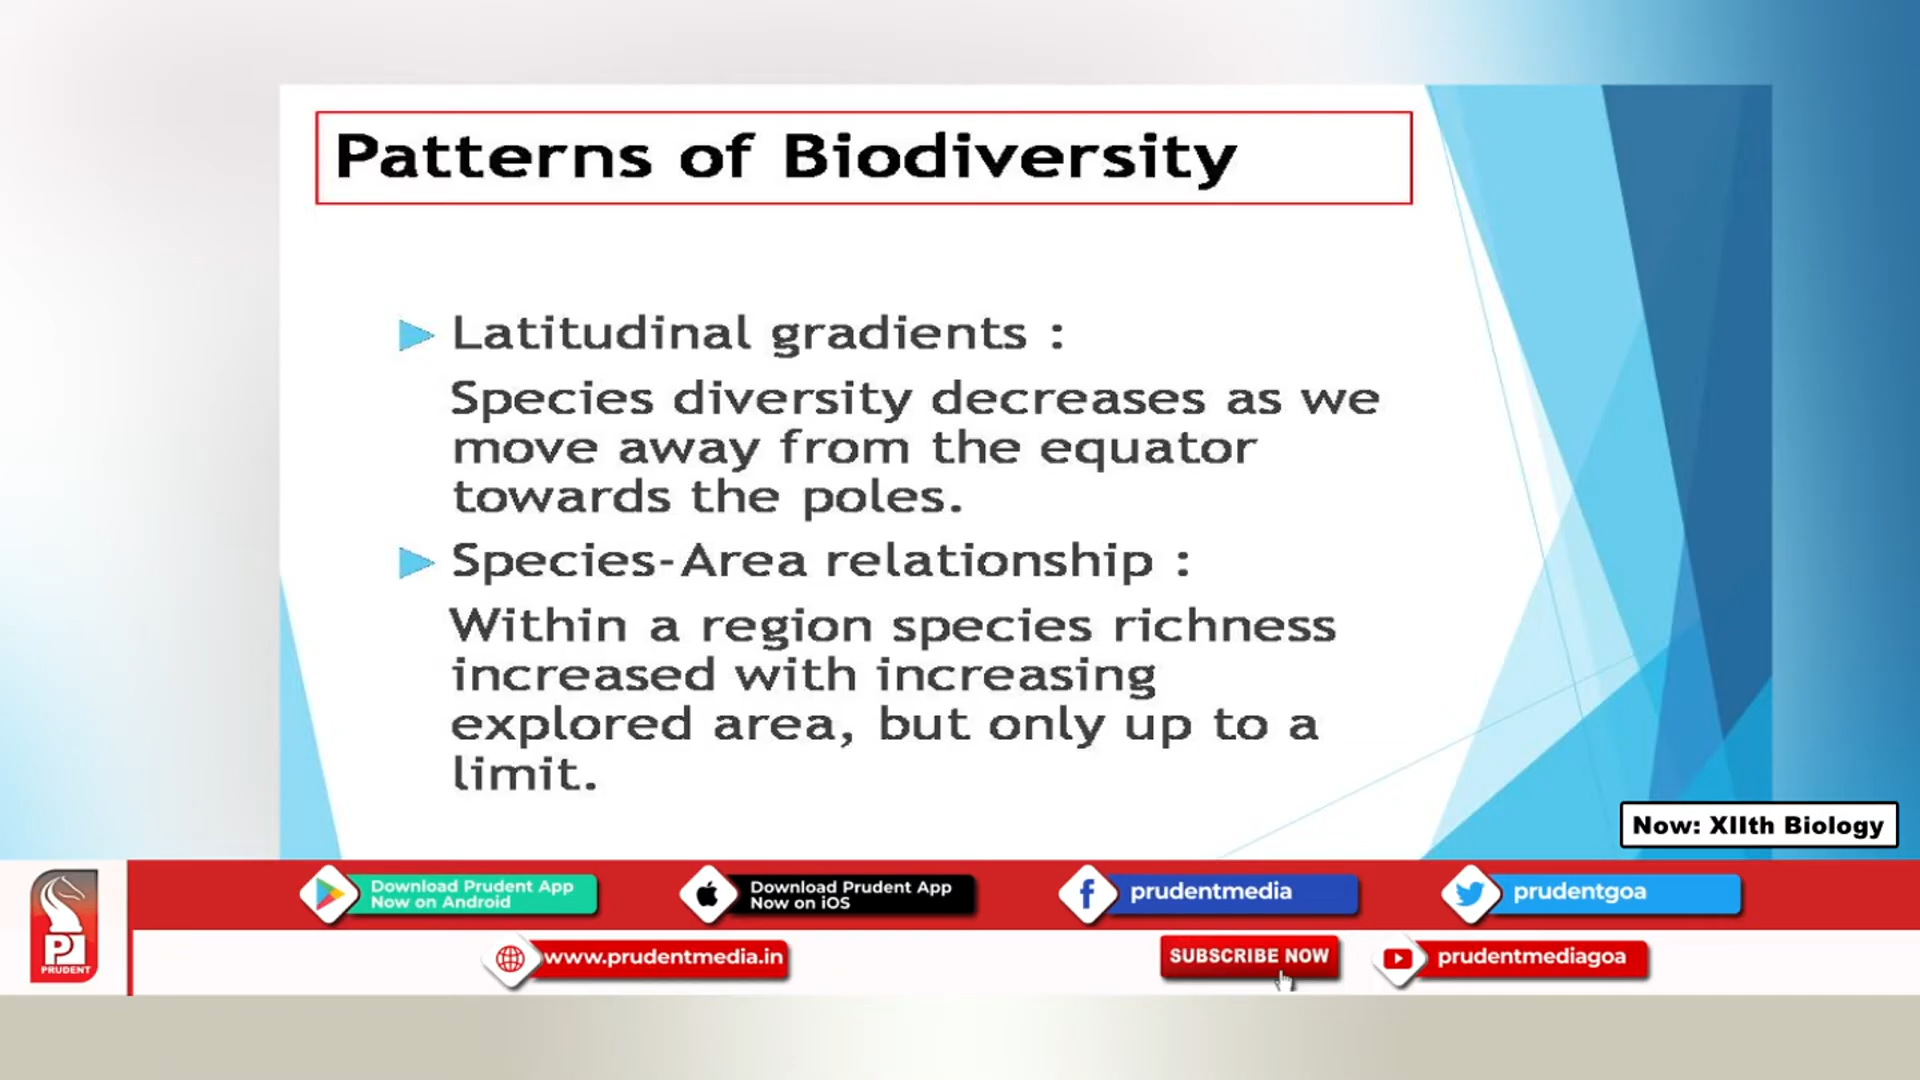 Patterns of Biodiversity
Latitudinal gradients :
Species diversity decreases as we
move away from the equator
towards the poles.
Species-Area relationship :
Within a region species richness
increased with increasing
explored area, but only up to a
limit.
Now: XIIth Biology
Download Prudent App
Now on Android
Download Prudent App
Now on iOS
prudentmedia
prudentgoa
PRUDENT
www.prudentmedia.in
SUBSCRIBE NOW
prudentmediagoa